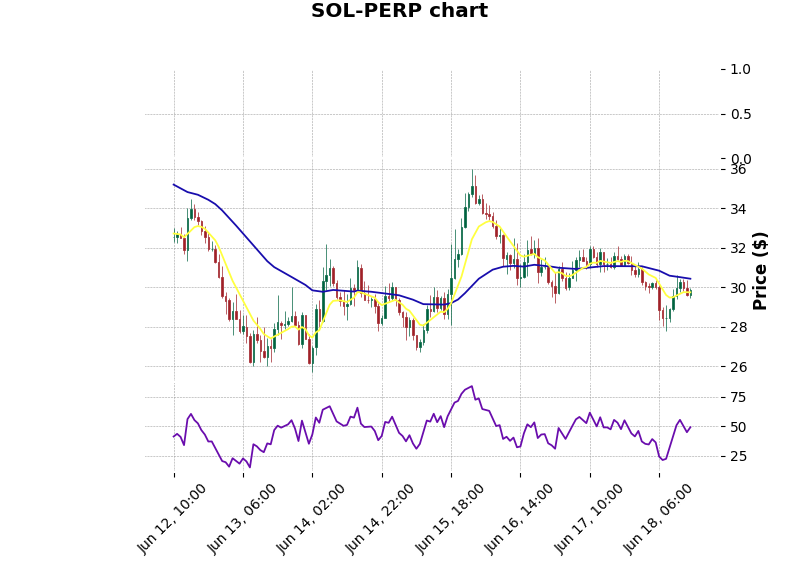 SOL-PERP chart
1.0
0.5
0.0
36
34
32
30
28
26
Price ($)
75
50
25
Jun 12, 10:00
Jun 13, 06:00
Jun 14, 02:00
Jun 14, 22:00
Jun 15, 18:00
Jun 16, 14:00
Jun 17, 10:00
Jun 18, 06:00